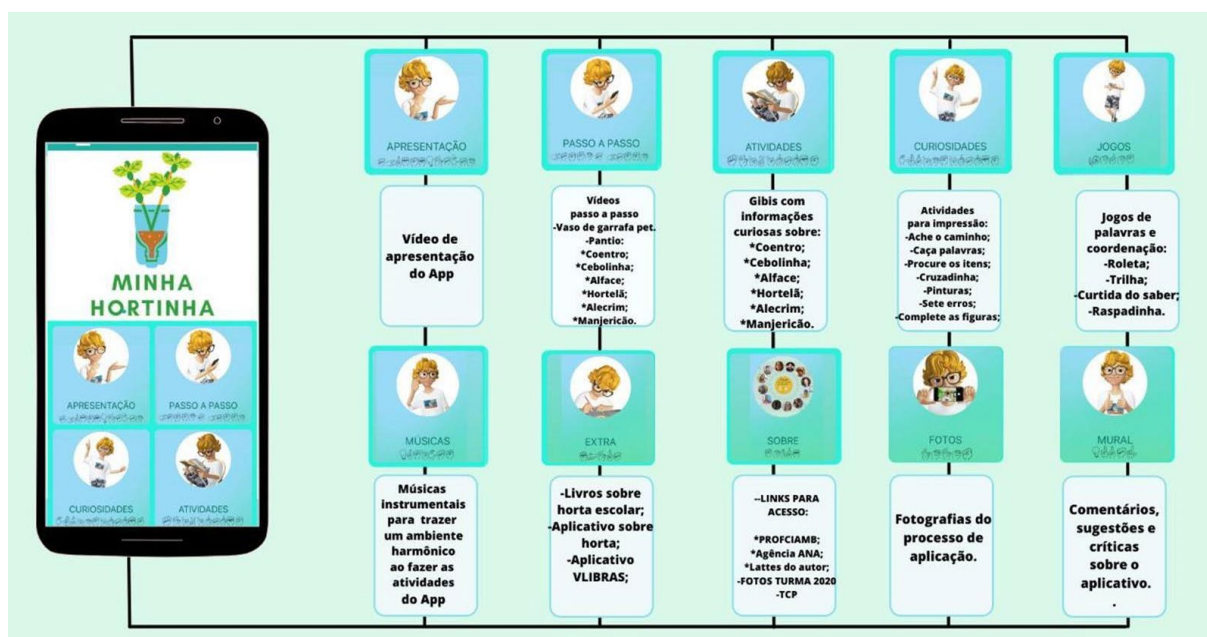 MINHA
HORTINHA
APRESENTAÇÃO
PASSO A PASSO
CURIOSIDADES
ATIVIDADES
APRESENTAÇÃO
Vídeo de
apresentação
do App
PASSO A PASSO
Vídeos
passo a passo
-Vaso de garrafa pet.
-Pantio:
*Coentro;
*Cebolinha;
*Alface;
*Hortelã;
*Alecrim;
*Manjericão.
ATIVIDADES
Gibis com
informações
curiosas sobre:
*Coentro;
*Cebolinha;
*Alface;
*Hortelã;
*Alecrim;
*Manjericão.
CURIOSIDADES
Atividades
para impressão:
-Ache o caminho;
-Caça palavras;
-Procure os itens;
-Cruzadinha;
-Pinturas;
-Sete erros;
-Complete as figuras;
JOGOS
Jogos de
palavras e
coordenação:
-Roleta;
-Trilha;
-Curtida do saber;
-Raspadinha.
MÚSICAS
Músicas
instrumentais
para trazer
um ambiente
harmônico
ao fazer as
atividades
do App
EXTRA
-Livros sobre
horta escolar;
-Aplicativo sobre
horta;
-Aplicativo
VLIBRAS;
SOBRE
--LINKS PARA
ACESSO:
*PROFCIAMB;
*Agência ANA;
*Lattes do autor;
-FOTOS TURMA 2020
-TCP
FOTOS
Fotografias do
processo de
aplicação.
MURAL
Comentários,
sugestões e
críticas
sobre o
aplicativo.
.